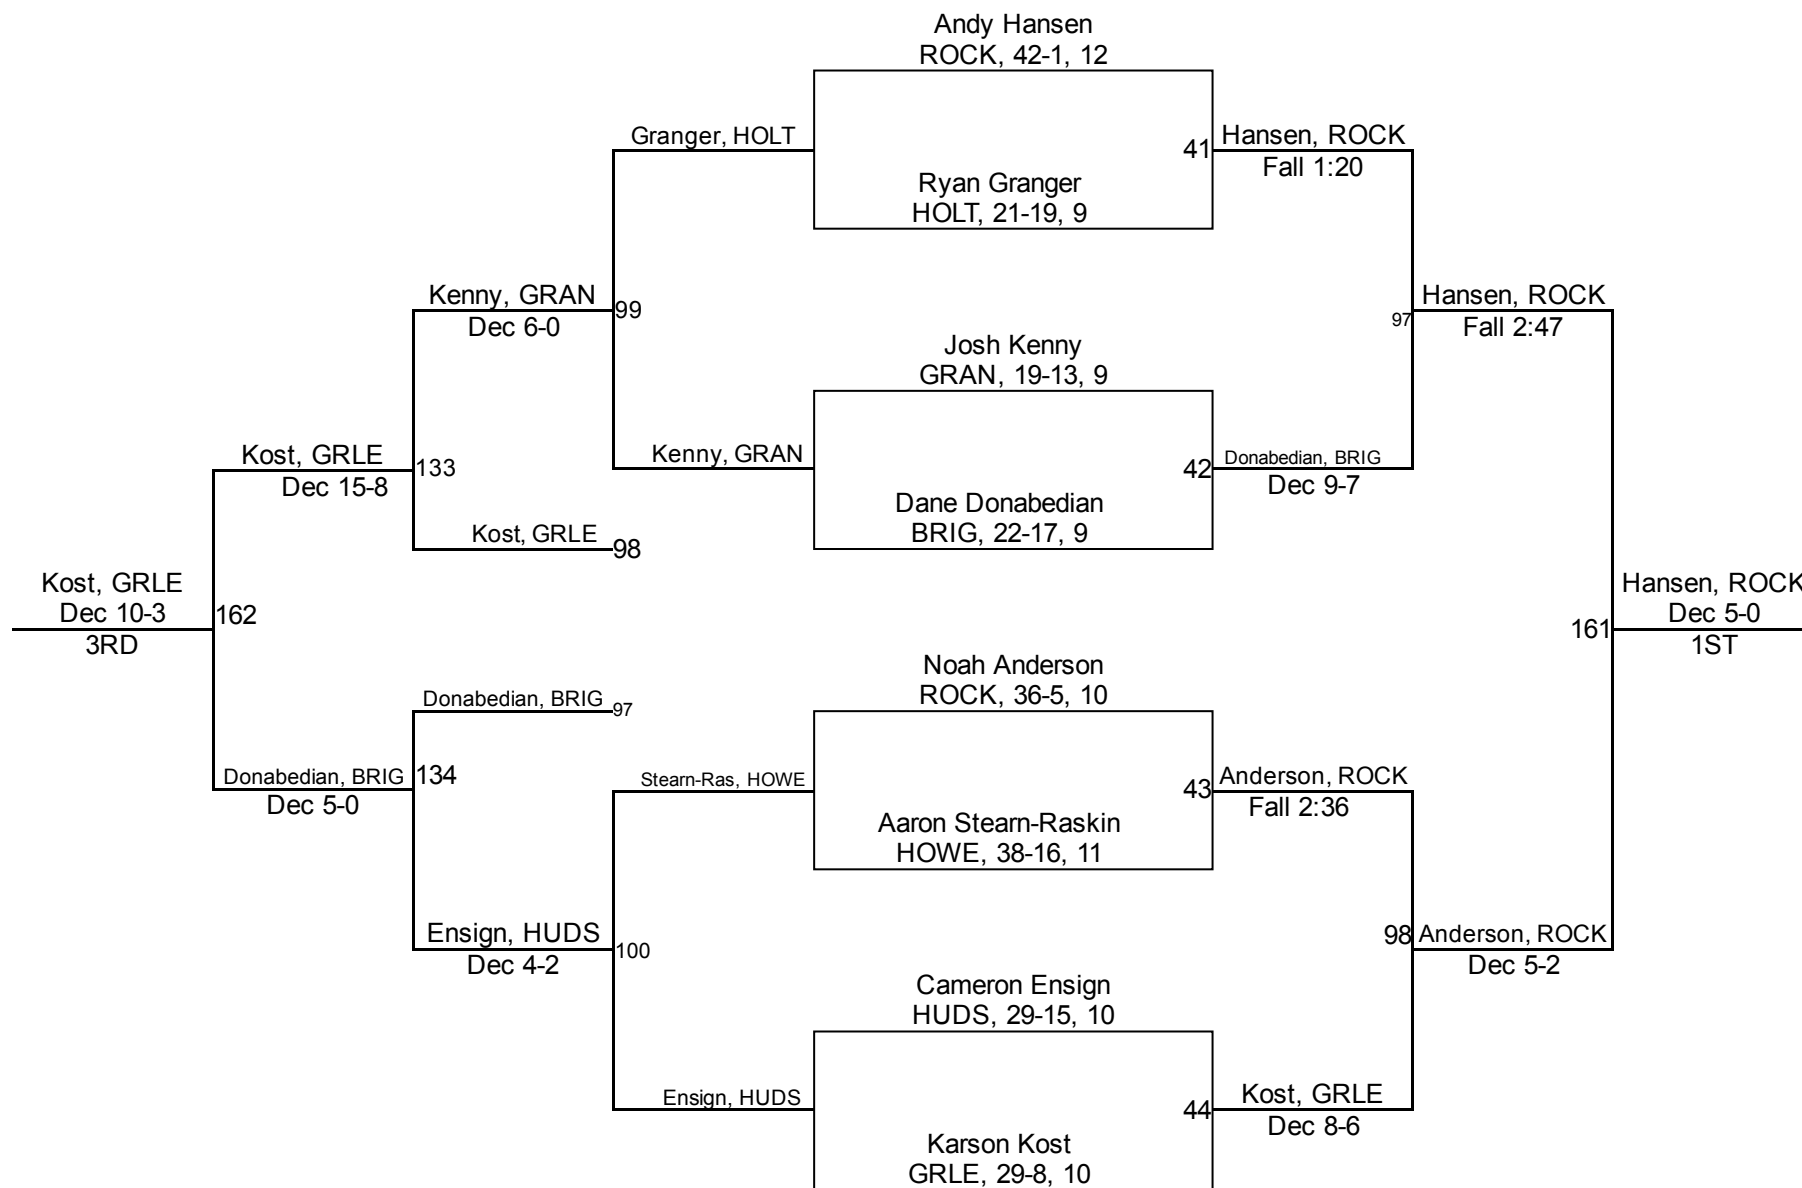 Andy Hansen
ROCK, 42-1, 12
Granger, HOLT
41
Hansen, ROCK
Fall 1:20
Ryan Granger
HOLT, 21-19, 9
Kenny, GRAN
Dec 6-0
99
97
Hansen, ROCK
Fall 2:47
Josh Kenny
GRAN, 19-13, 9
Kost, GRLE
Dec 15-8
133
Kenny, GRAN
42
Donabedian, BRIG
Dec 9-7
Dane Donabedian
BRIG, 22-17, 9
Kost, GRLE
98
Kost, GRLE
Dec 10-3
3RD
162
161
Hansen, ROCK
Dec 5-0
1ST
Noah Anderson
ROCK, 36-5, 10
Donabedian, BRIG
97
Donabedian, BRIG
Dec 5-0
134
Stearn-Ras, HOWE
43
Anderson, ROCK
Fall 2:36
Aaron Stearn-Raskin
HOWE, 38-16, 11
Ensign, HUDS
Dec 4-2
100
98
Anderson, ROCK
Dec 5-2
Cameron Ensign
HUDS, 29-15, 10
Ensign, HUDS
44
Kost, GRLE
Dec 8-6
Karson Kost
GRLE, 29-8, 10